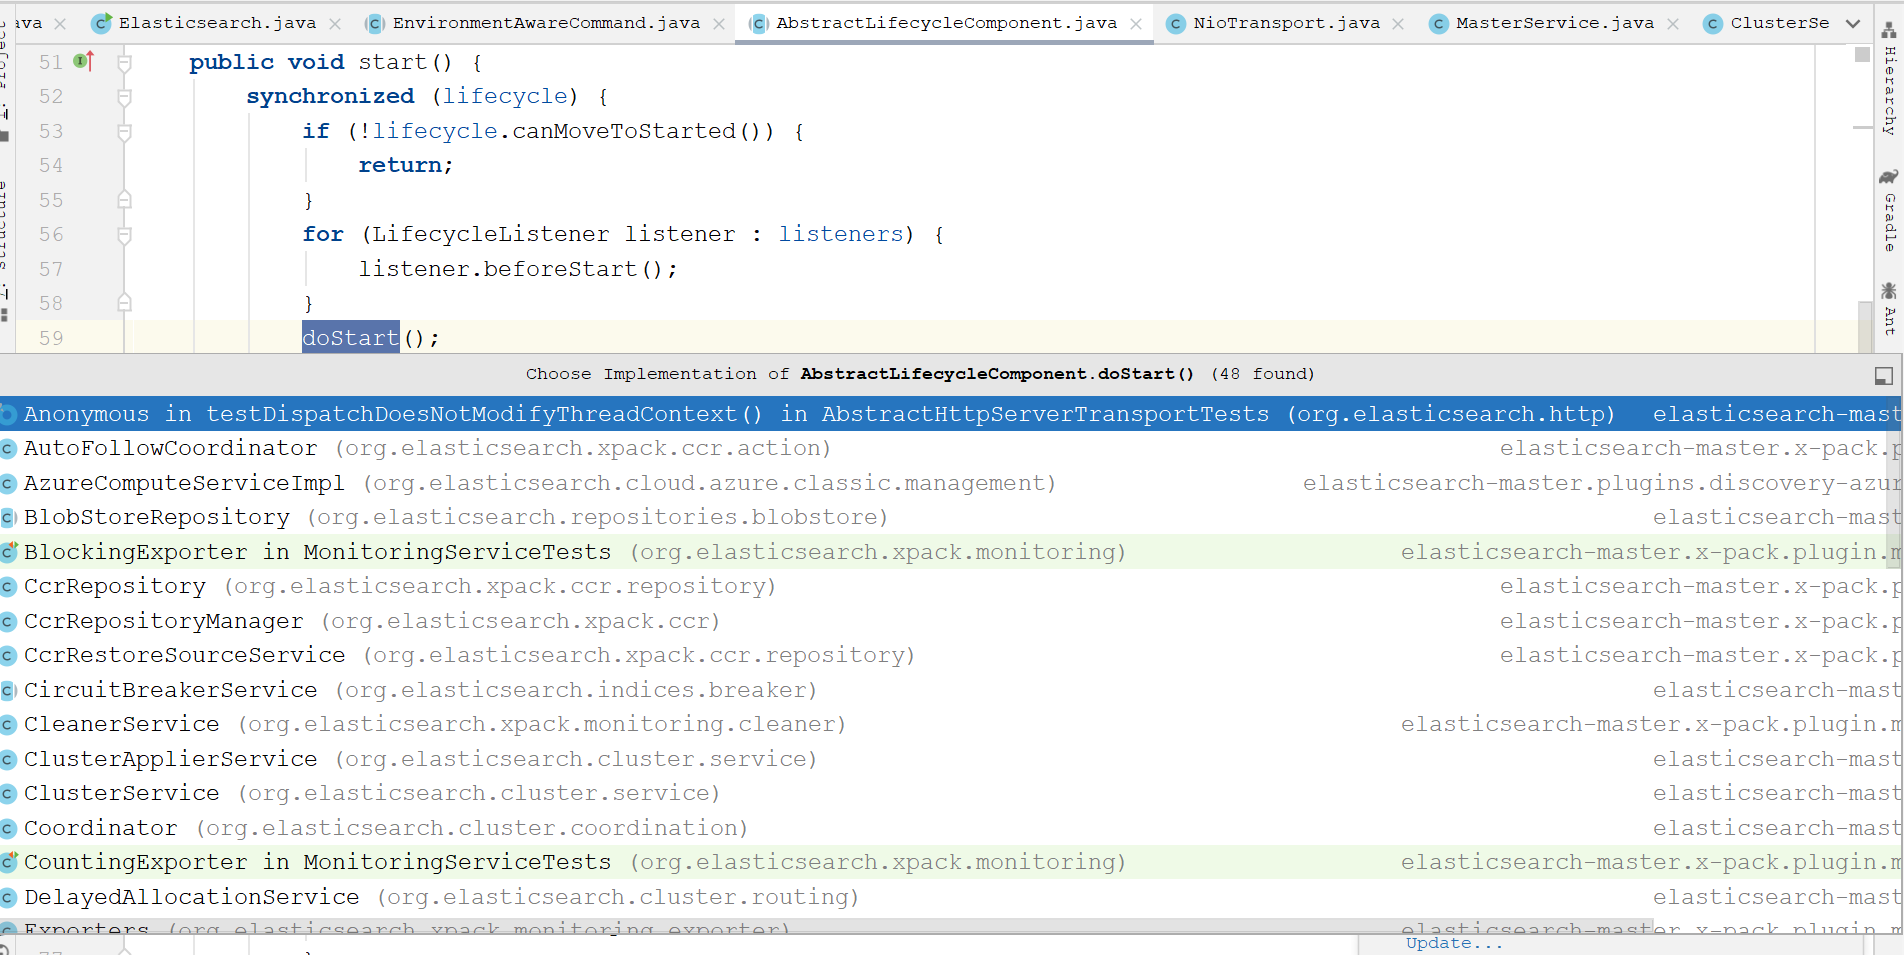 ava Elasticsearch.java EnvironmentAwareCommand.java AbstractLifecycleComponent.java NioTransport.java MasterService.java ClusterSe
51 public void start() {
52 synchronized (lifecycle) {
53 if (!lifecycle.canMoveToStarted()) {
54 return;
55 }
56 for (LifecycleListener listener : listeners) {
57 listener.beforeStart();
58 }
59 doStart();
Choose Implementation of AbstractLifecycleComponent.doStart() (48 found)
Anonymous in testDispatchDoesNotModifyThreadContext() in AbstractHttpServerTransportTests (org.elasticsearch.http) elasticsearch-mast
AutoFollowCoordinator (org.elasticsearch.xpack.ccr.action) elasticsearch-master.x-pack.p
AzureComputeServiceImpl (org.elasticsearch.cloud.azure.classic.management) elasticsearch-master.plugins.discovery-azur
BlobStoreRepository (org.elasticsearch.repositories.blobstore) elasticsearch-mast
BlockingExporter in MonitoringServiceTests (org.elasticsearch.xpack.monitoring) elasticsearch-master.x-pack.plugin.m
CcrRepository (org.elasticsearch.xpack.ccr.repository) elasticsearch-master.x-pack.p
CcrRepositoryManager (org.elasticsearch.xpack.ccr) elasticsearch-master.x-pack.p
CcrRestoreSourceService (org.elasticsearch.xpack.ccr.repository) elasticsearch-master.x-pack.p
CircuitBreakerService (org.elasticsearch.indices.breaker) elasticsearch-mast
CleanerService (org.elasticsearch.xpack.monitoring.cleaner) elasticsearch-master.x-pack.plugin.m
ClusterApplierService (org.elasticsearch.cluster.service) elasticsearch-mast
ClusterService (org.elasticsearch.cluster.service) elasticsearch-mast
Coordinator (org.elasticsearch.cluster.coordination) elasticsearch-mast
CountingExporter in MonitoringServiceTests (org.elasticsearch.xpack.monitoring) elasticsearch-master.x-pack.plugin.m
DelayedAllocationService (org.elasticsearch.cluster.routing) elasticsearch-mast
Exporters (org.elasticsearch.xpack.monitoring.exporter) elasticsearch-master.x-pack.plugin.m
Update...
Hierarchy
Gradle
Ant
1: Project
Z: Structure